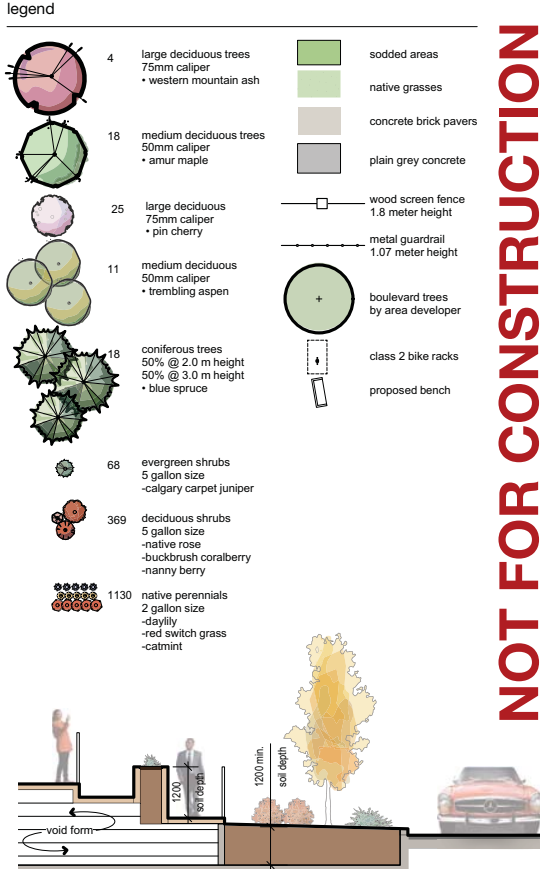 legend
4
large deciduous trees
75mm caliper
• western mountain ash
18
medium deciduous trees
50mm caliper
• amur maple
25
large deciduous
75mm caliper
• pin cherry
11
medium deciduous
50mm caliper
• trembling aspen
18
coniferous trees
50% @ 2.0 m height
50% @ 3.0 m height
• blue spruce
68
evergreen shrubs
5 gallon size
-calgary carpet juniper
369
deciduous shrubs
5 gallon size
-native rose
-buckbrush coralberry
-nanny berry
1130
native perennials
2 gallon size
-daylily
-red switch grass
-catmint
sodded areas
native grasses
concrete brick pavers
plain grey concrete
wood screen fence
1.8 meter height
metal guardrail
1.07 meter height
boulevard trees
by area developer
class 2 bike racks
proposed bench
NOT FOR CONSTRUCTION
void form
1200
soil depth
1200 min.
soil depth